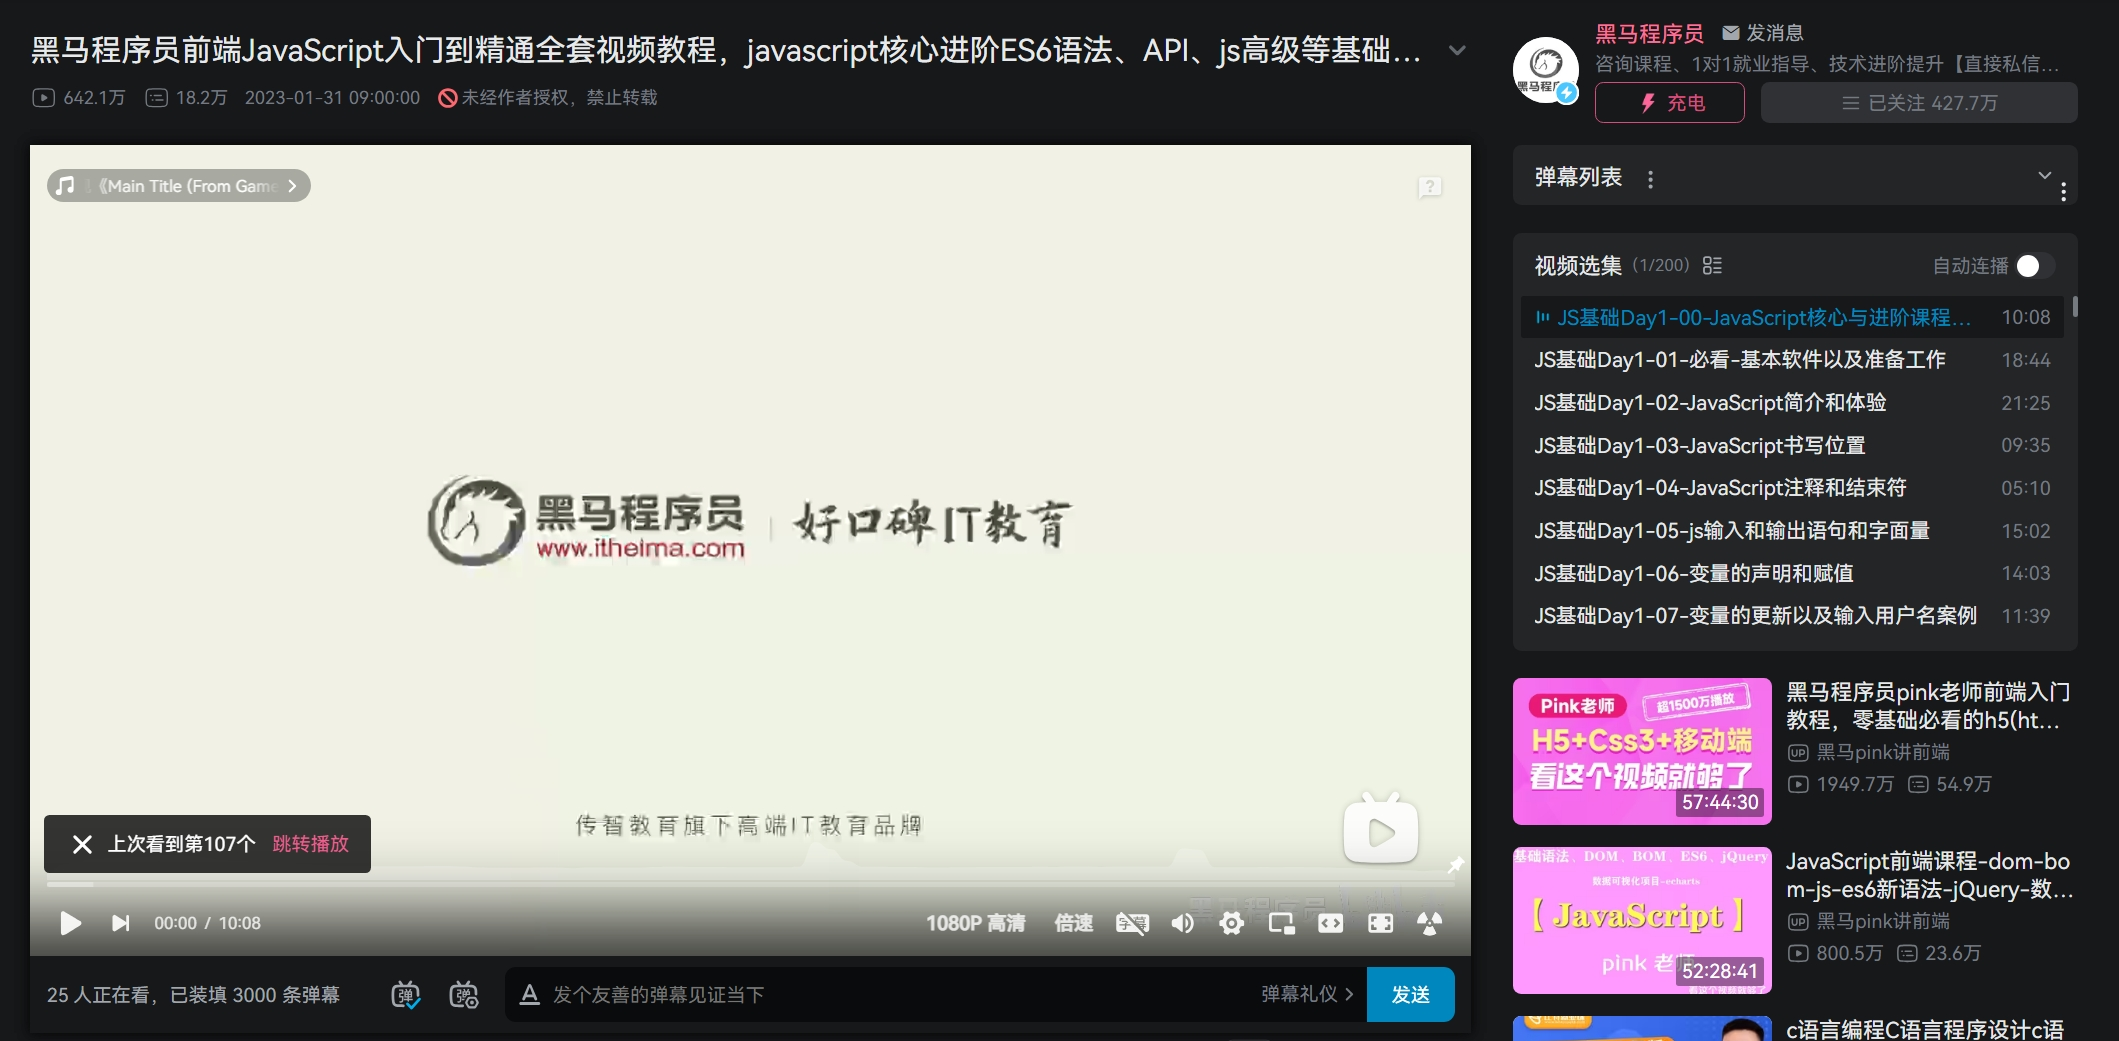 黑马程序员前端JavaScript入门到精通全套视频教程，javascript核心进阶ES6语法、API、js高级等基础...
642.1万 18.2万 2023-01-31 09:00:00 未经作者授权，禁止转载
《Main Title (From Game
黑马程序员
www.itheima.com
好口碑IT教育
传智教育旗下高端IT教育品牌
上次看到第107个 跳转播放
00:00 / 10:08
1080P 高清 倍速 字幕
25 人正在看，已装填 3000 条弹幕
弹 弹
发个友善的弹幕见证当下
弹幕礼仪
发送
黑马程序员 发消息
咨询课程、1对1就业指导、技术进阶提升【直接私信...
充电
已关注 427.7万
弹幕列表
视频选集 (1/200) 自动连播
JS基础Day1-00-JavaScript核心与进阶课程... 10:08
JS基础Day1-01-必看-基本软件以及准备工作 18:44
JS基础Day1-02-JavaScript简介和体验 21:25
JS基础Day1-03-JavaScript书写位置 09:35
JS基础Day1-04-JavaScript注释和结束符 05:10
JS基础Day1-05-js输入和输出语句和字面量 15:02
JS基础Day1-06-变量的声明和赋值 14:03
JS基础Day1-07-变量的更新以及输入用户名案例 11:39
Pink老师 超1500万播放
H5+Css3+移动端
看这个视频就够了
57:44:30
黑马程序员pink老师前端入门
教程，零基础必看的h5(ht...
UP 黑马pink讲前端
1949.7万 54.9万
基础语法、DOM、BOM、ES6、jQuery
数据可视化项目-echarts
【 JavaScript 】
pink 老师
52:28:41
JavaScript前端课程-dom-bo
m-js-es6新语法-jQuery-数...
UP 黑马pink讲前端
800.5万 23.6万
c语言编程C语言程序设计c语